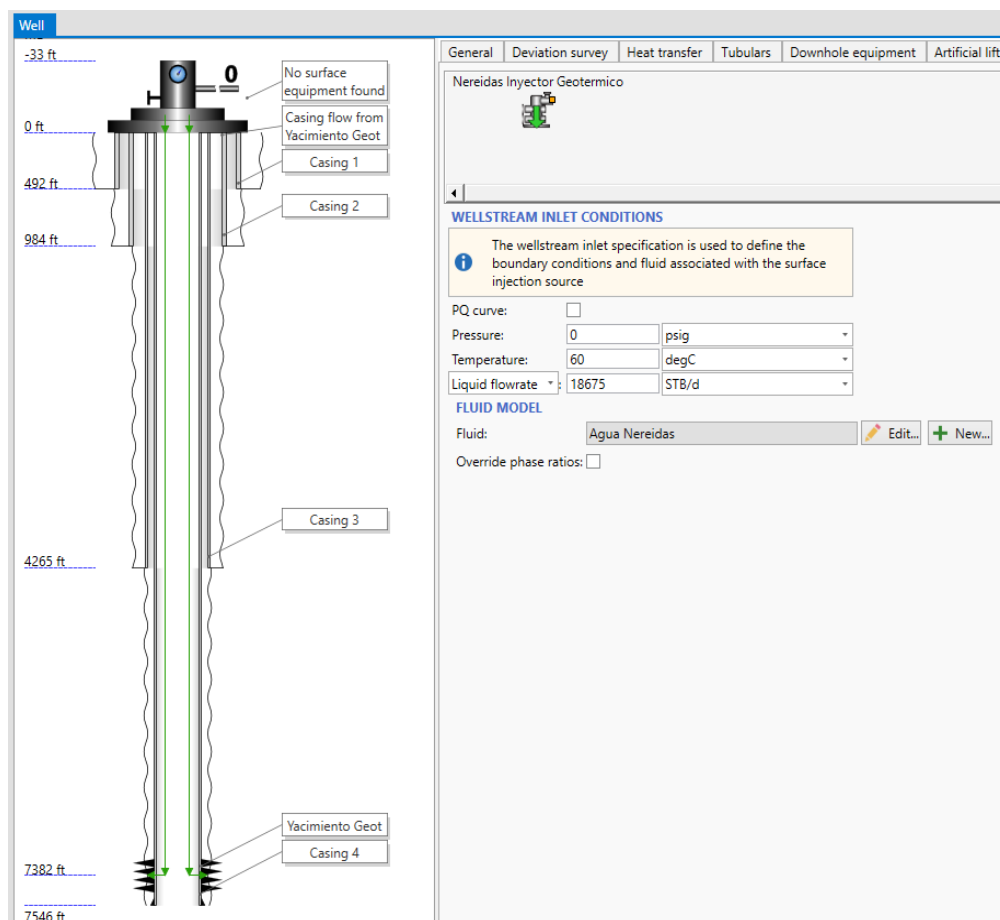 Well
-33 ft
No surface
equipment found
0
Casing flow from
Yacimiento Geot
0 ft
Casing 1
492 ft
Casing 2
984 ft
Casing 3
4265 ft
Yacimiento Geot
Casing 4
7382 ft
7546 ft
General
Deviation survey
Heat transfer
Tubulars
Downhole equipment
Artificial lift
Nereidas Inyector Geotermico
WELLSTREAM INLET CONDITIONS
The wellstream inlet specification is used to define the
boundary conditions and fluid associated with the surface
injection source
PQ curve:
Pressure: 0 psig
Temperature: 60 degC
Liquid flowrate : 18675 STB/d
FLUID MODEL
Fluid: Agua Nereidas Edit... New...
Override phase ratios: